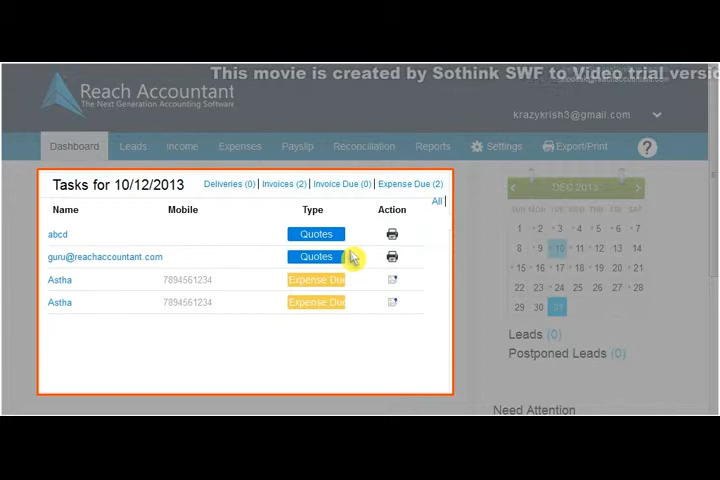 This movie is created by Sothink SWF to Video trial versio
Reach Accountant
The Next Generation Accounting Software
krazykrish3@gmail.com
Dashboard Leads Income Expenses Payslip Reconciliation Reports Settings Export/Print ?
Tasks for 10/12/2013 Deliveries (0) Invoices (2) Invoice Due (0) Expense Due (2)
All
Name Mobile Type Action
abcd Quotes
guru@reachaccountant.com Quotes
Astha 7894561234 Expense Due
Astha 7894561234 Expense Due
DEC 2013
SUN MON TUE WED THU FRI SAT
1 2 3 4 5 6 7
8 9 10 11 12 13 14
15 16 17 18 19 20 21
22 23 24 25 26 27 28
29 30 31
Leads (0)
Postponed Leads (0)
Need Attention